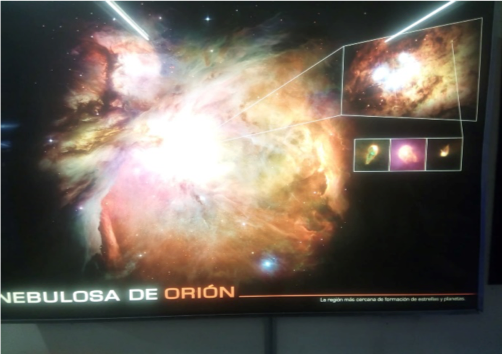 NEBULOSA DE ORIÓN
La región más cercana de formación de estrellas y planetas.